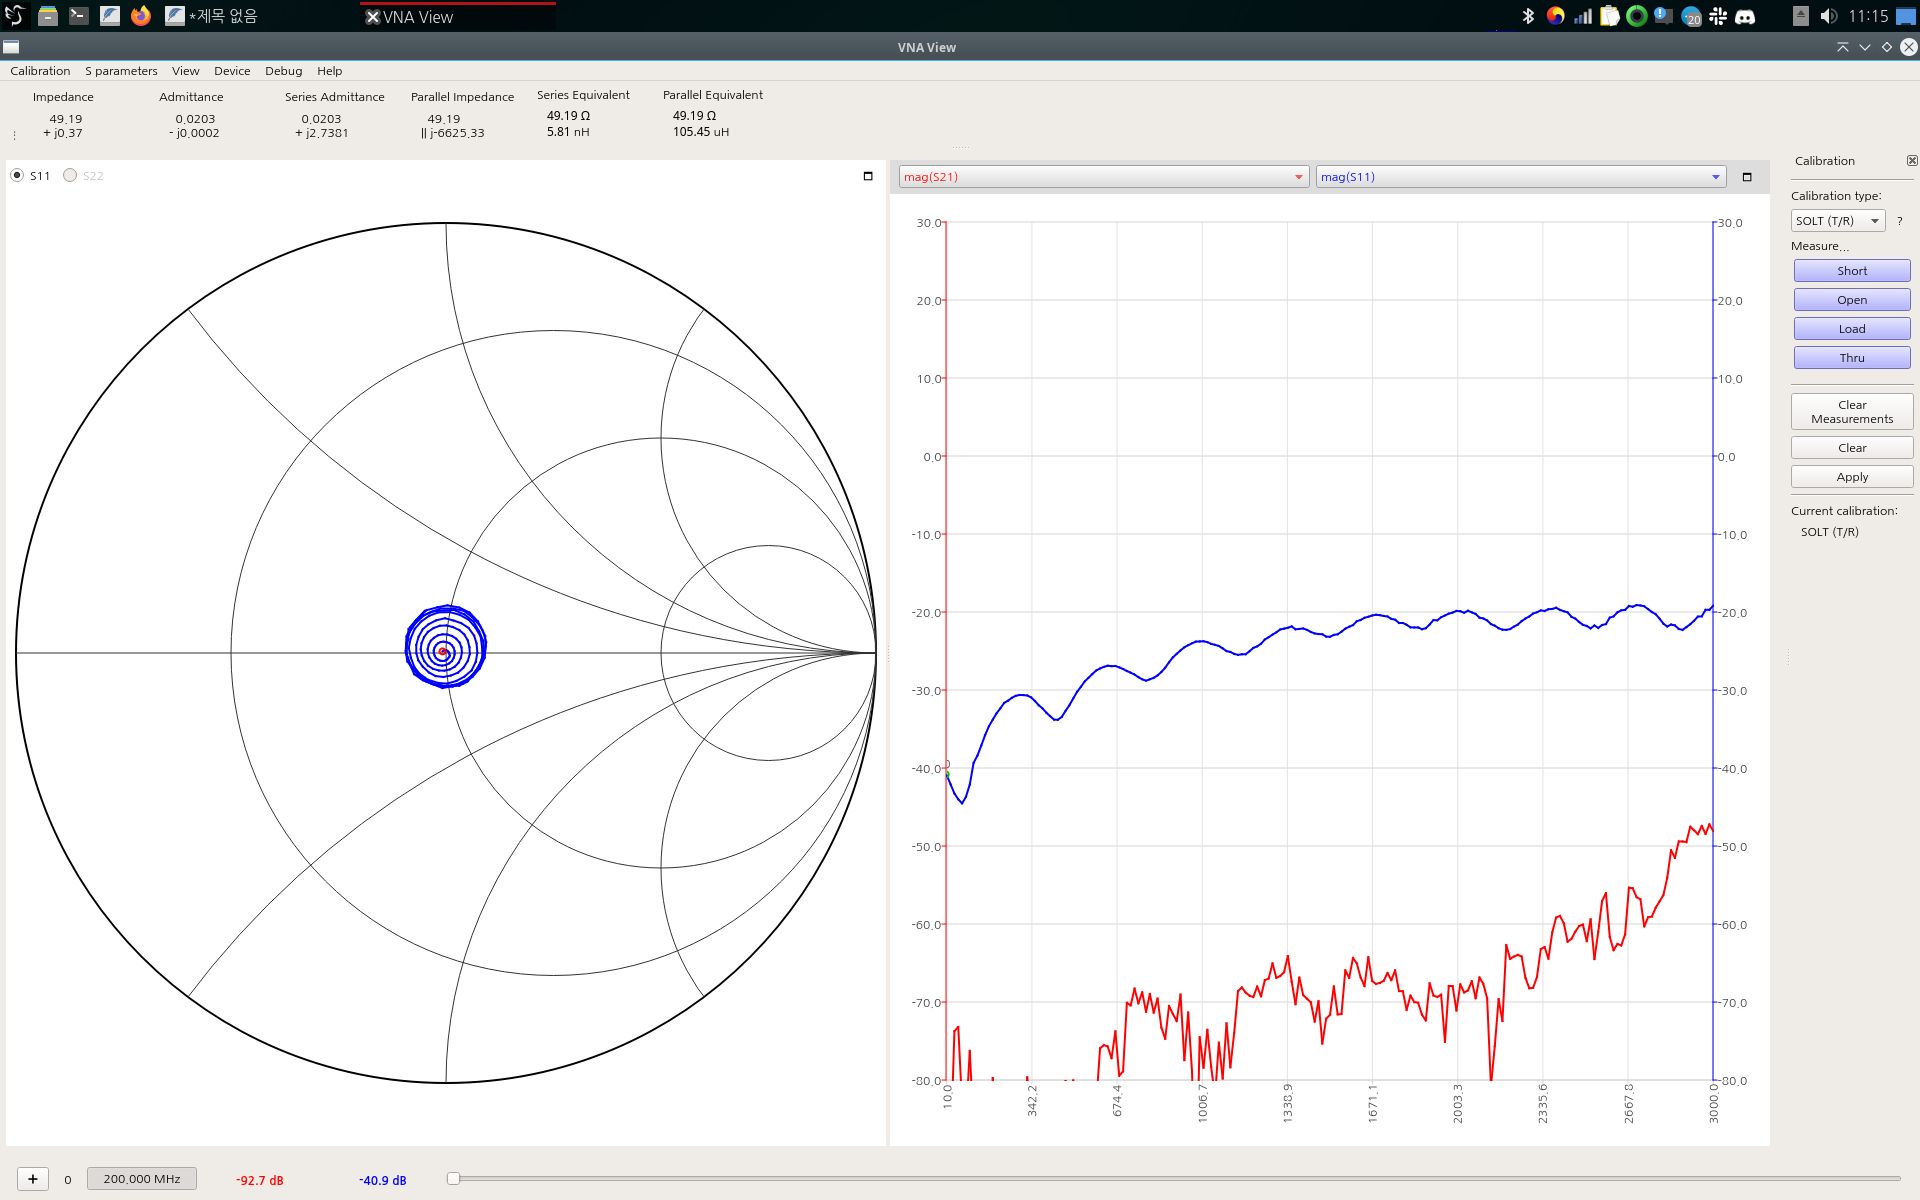 *제목 없음
VNA View
20
11:15
VNA View
Calibration S parameters View Device Debug Help
Impedance
49.19
+ j0.37
Admittance
0.0203
- j0.0002
Series Admittance
0.0203
+ j2.7381
Parallel Impedance
49.19
|| j-6625.33
Series Equivalent
49.19 Ω
5.81 nH
Parallel Equivalent
49.19 Ω
105.45 uH
S11 S22
mag(S21)
mag(S11)
30.0
20.0
10.0
0.0
-10.0
-20.0
-30.0
-40.0
-50.0
-60.0
-70.0
-80.0
30.0
20.0
10.0
0.0
-10.0
-20.0
-30.0
-40.0
-50.0
-60.0
-70.0
-80.0
10.0
342.2
674.4
1006.7
1338.9
1671.1
2003.3
2335.6
2667.8
3000.0
Calibration
Calibration type:
SOLT (T/R) ?
Measure...
Short
Open
Load
Thru
Clear
Measurements
Clear
Apply
Current calibration:
SOLT (T/R)
+ 0 200.000 MHz -92.7 dB -40.9 dB